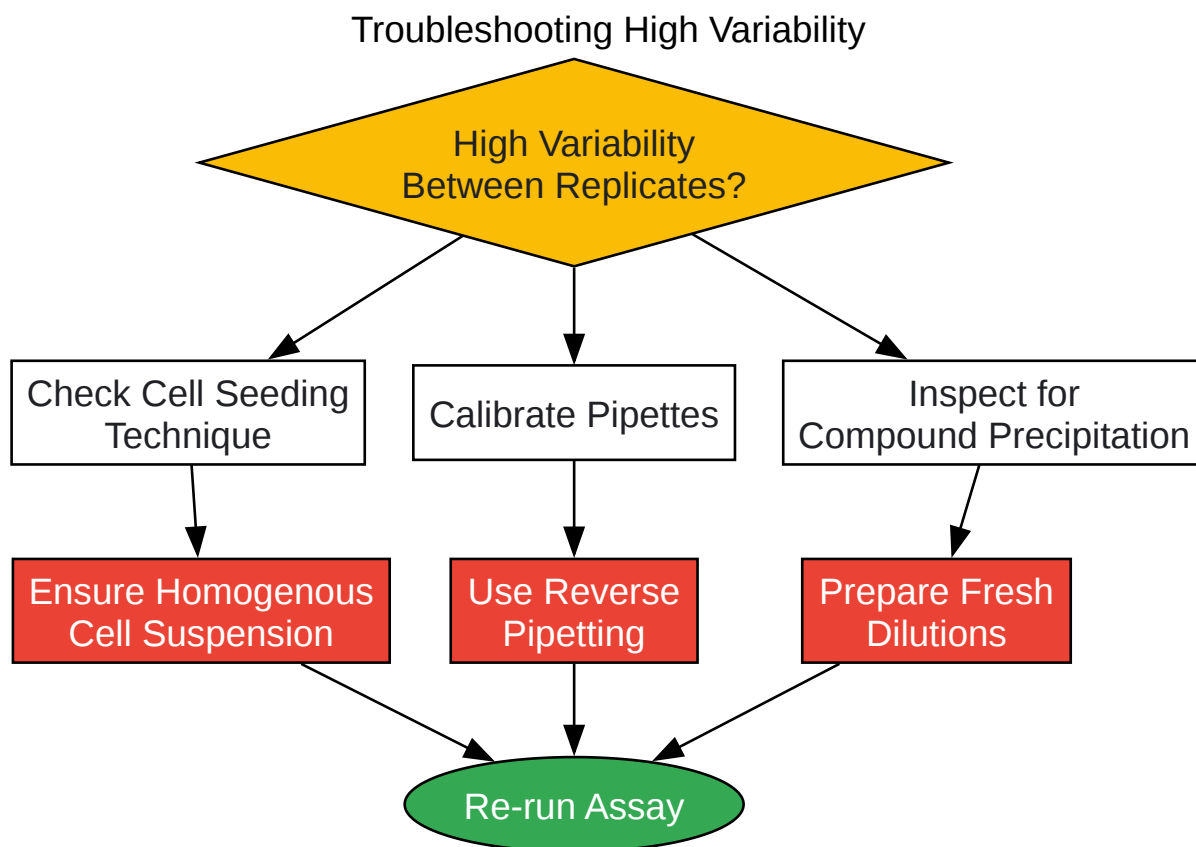 Troubleshooting High Variability
High Variability
Between Replicates?
Check Cell Seeding
Technique
Calibrate Pipettes
Inspect for
Compound Precipitation
Ensure Homogenous
Cell Suspension
Use Reverse
Pipetting
Prepare Fresh
Dilutions
Re-run Assay